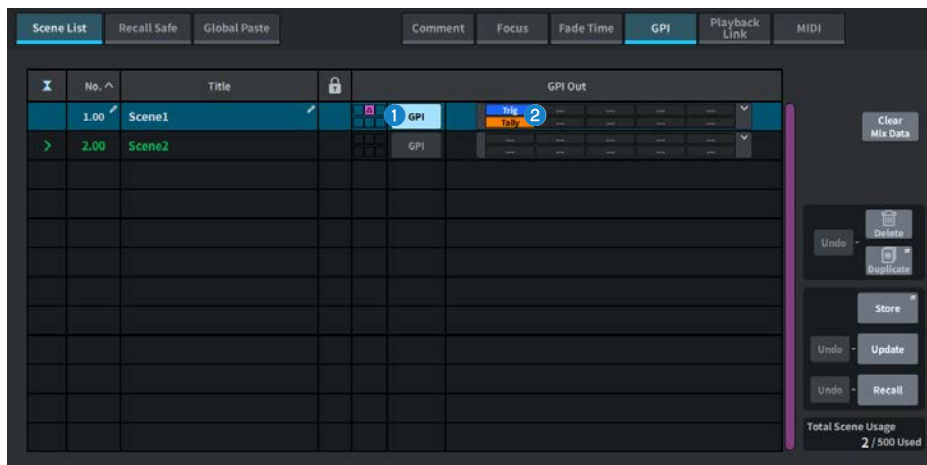 Scene List Recall Safe Global Paste Comment Focus Fade Time GPI Playback Link MIDI
No. Title GPI Out
1.00 Scene1 1 GPI Trig 2 --- --- --- ---
Tally --- --- --- ---
Clear Mix Data
> 2.00 Scene2 GPI --- --- --- --- ---
--- --- --- --- ---
Undo - Delete
Duplicate
Store
Undo - Update
Undo - Recall
Total Scene Usage
2 / 500 Used